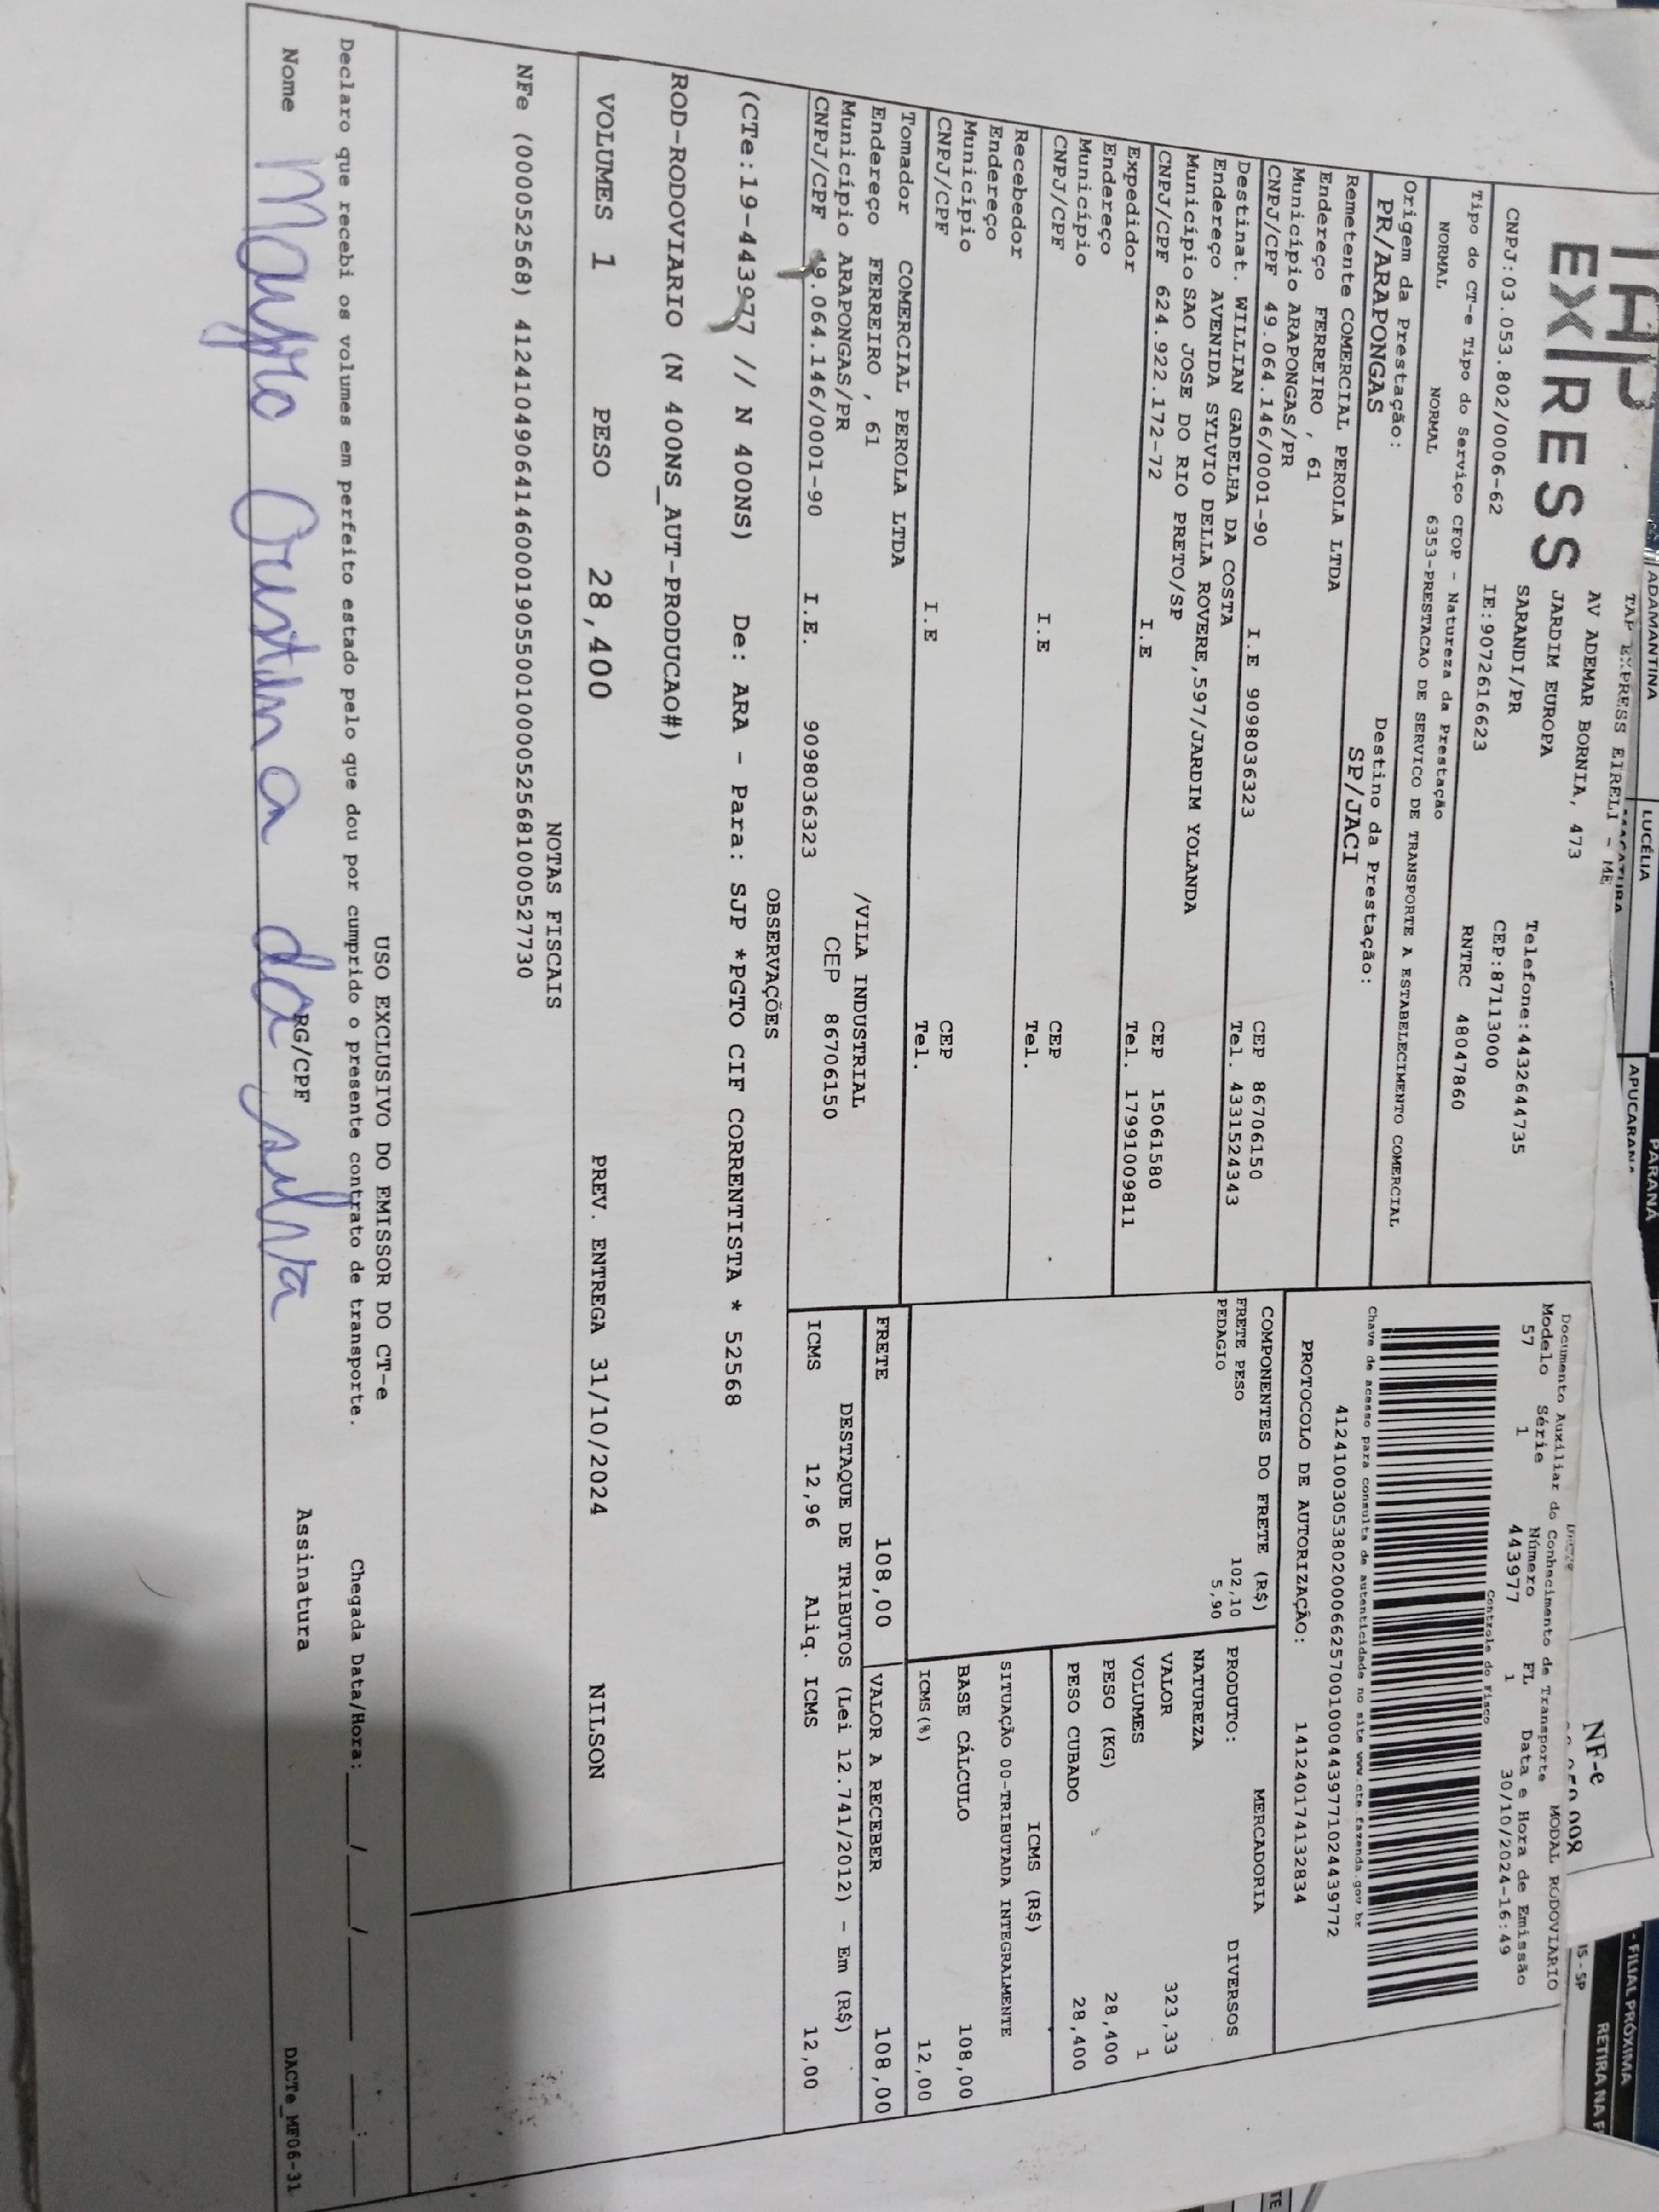 ADAMANTINA
LUCÉLIA
APUCARANA
PARANÁ
FILIAL PRÓXIMA
RETIRA NA F
IS - SP
NF-e
TAP
EXPRESS
TAP EXPRESS EIRELI - ME
AV ADEMAR BORNIA, 473
JARDIM EUROPA
SARANDI/PR
Telefone:4432644735
CEP:87113000
CNPJ:03.053.802/0006-62 IE:9072616623 RNTRC 48047860
Documento Auxiliar do Conhecimento de Transporte MODAL RODOVIARIO
Modelo Série Número FL Data e Hora de Emissão
57 1 443977 1 30/10/2024-16:49
Controle do Fisco
Chave de acesso para consulta de autenticidade no site www.cte.fazenda.gov.br
Tipo do CT-e Tipo do Serviço CFOP - Natureza da Prestação
NORMAL NORMAL 6353-PRESTACAO DE SERVICO DE TRANSPORTE A ESTABELECIMENTO COMERCIAL
Origem da Prestação: Destino da Prestação:
PR/ARAPONGAS SP/JACI
41241003053802000662570010004439771024439772
PROTOCOLO DE AUTORIZAÇÃO: 141240174132834
Remetente COMERCIAL PEROLA LTDA
Endereço FERREIRO , 61
Município ARAPONGAS/PR CEP 86706150
CNPJ/CPF 49.064.146/0001-90 I.E 9098036323 Tel. 4331524343
Destinat. WILLIAN GADELHA DA COSTA
Endereço AVENIDA SYLVIO DELLA ROVERE,597/JARDIM YOLANDA
Município SAO JOSE DO RIO PRETO/SP CEP 15061580
CNPJ/CPF 624.922.172-72 I.E Tel. 17991009811
Expedidor
Endereço
Município CEP
CNPJ/CPF I.E Tel.
Recebedor
Endereço
Município CEP
CNPJ/CPF I.E Tel.
Tomador COMERCIAL PEROLA LTDA
Endereço FERREIRO , 61 /VILA INDUSTRIAL
Município ARAPONGAS/PR CEP 86706150
CNPJ/CPF 49.064.146/0001-90 I.E. 9098036323
COMPONENTES DO FRETE (R$)
FRETE PESO 102,10
PEDAGIO 5,90
MERCADORIA
PRODUTO: DIVERSOS
NATUREZA
VALOR 323,33
VOLUMES 1
PESO (KG) 28,400
PESO CUBADO 28,400
ICMS (R$)
SITUAÇÃO 00-TRIBUTADA INTEGRALMENTE
BASE CÁLCULO 108,00
ICMS(%) 12,00
FRETE 108,00 VALOR A RECEBER 108,00
DESTAQUE DE TRIBUTOS (Lei 12.741/2012) - Em (R$)
ICMS 12,96 Aliq. ICMS 12,00
OBSERVAÇÕES
(CTe:19-443977 // N 400NS) De: ARA - Para: SJP *PGTO CIF CORRENTISTA * 52568
ROD-RODOVIARIO (N 400NS_AUT-PRODUCAO#)
VOLUMES 1 PESO 28,400 PREV. ENTREGA 31/10/2024 NILSON
NOTAS FISCAIS
NFe (000052568) 41241049064146000190550010000525681000527730
USO EXCLUSIVO DO EMISSOR DO CT-e
Declaro que recebi os volumes em perfeito estado pelo que dou por cumprido o presente contrato de transporte. Chegada Data/Hora:___/___/_____ ___:___
Nome Cristina da Silva RG/CPF Assinatura
DACTe_MF06-31